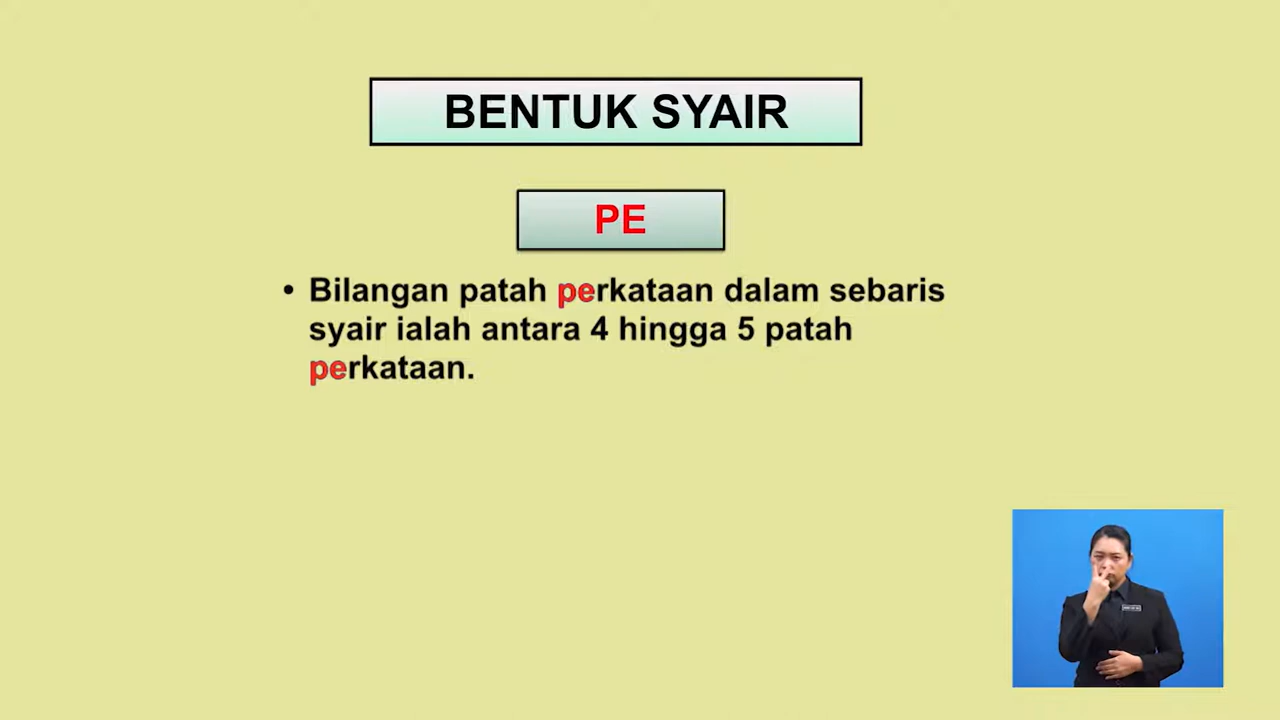 BENTUK SYAIR
PE
• Bilangan patah perkataan dalam sebaris
syair ialah antara 4 hingga 5 patah
perkataan.